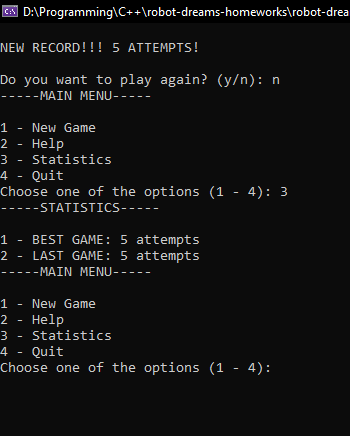 D:\Programming\C++\robot-dreams-homeworks\robot-drea
NEW RECORD!!! 5 ATTEMPTS!
Do you want to play again? (y/n): n
-----MAIN MENU-----
1 - New Game
2 - Help
3 - Statistics
4 - Quit
Choose one of the options (1 - 4): 3
-----STATISTICS-----
1 - BEST GAME: 5 attempts
2 - LAST GAME: 5 attempts
-----MAIN MENU-----
1 - New Game
2 - Help
3 - Statistics
4 - Quit
Choose one of the options (1 - 4):